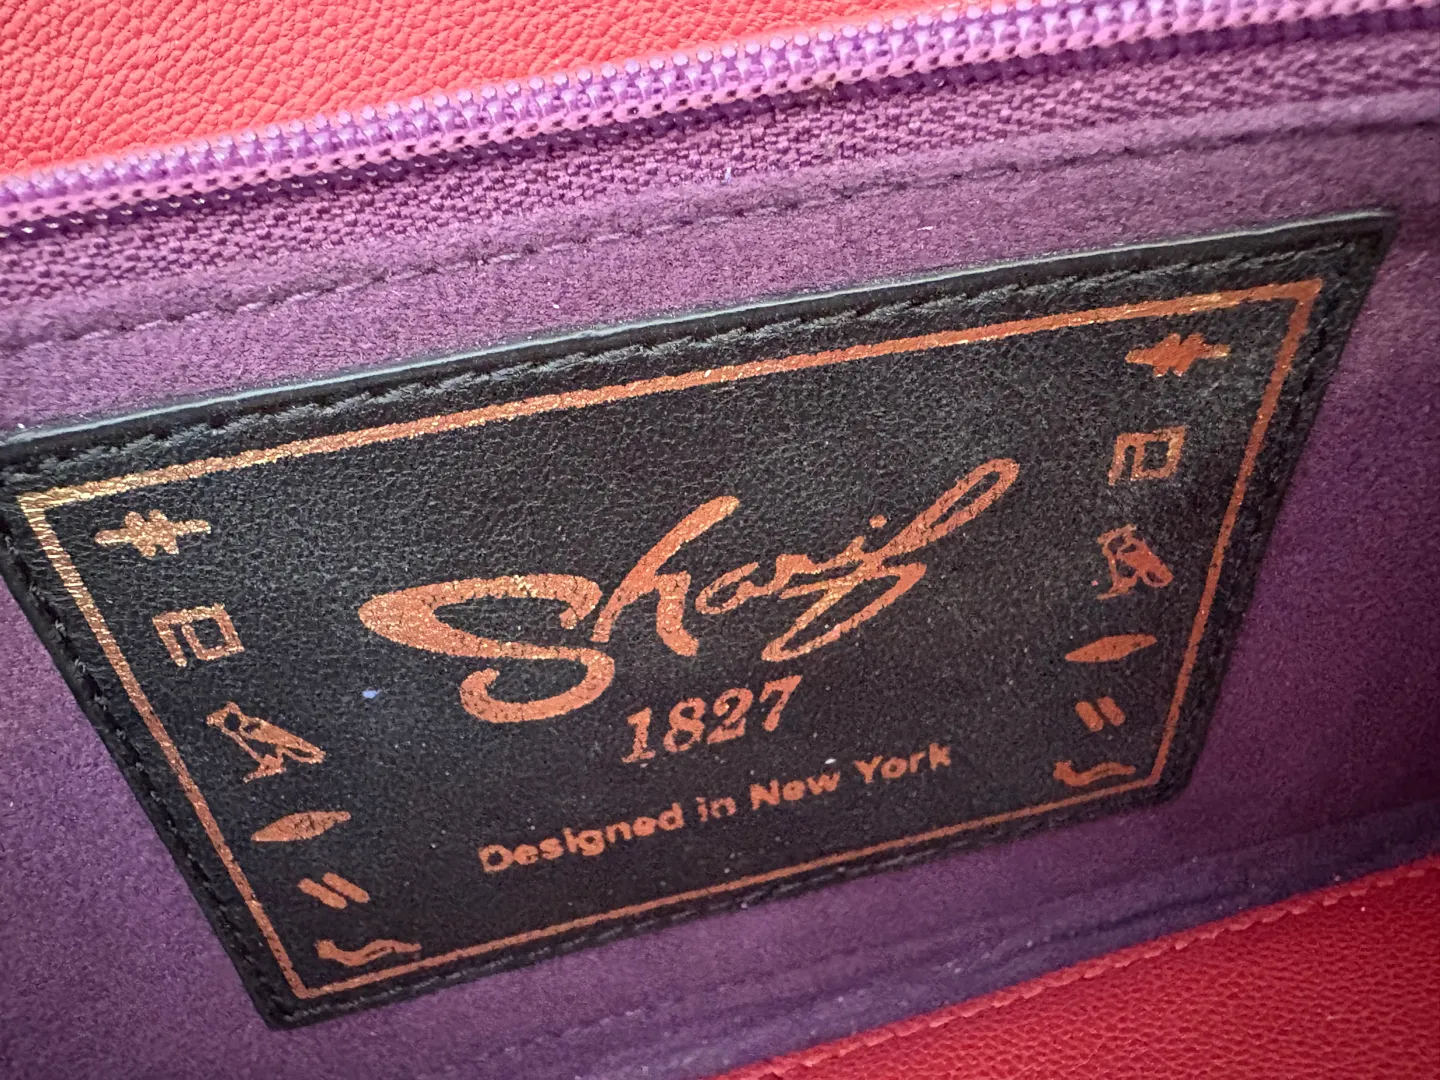 Sharif
1827
Designed in New York